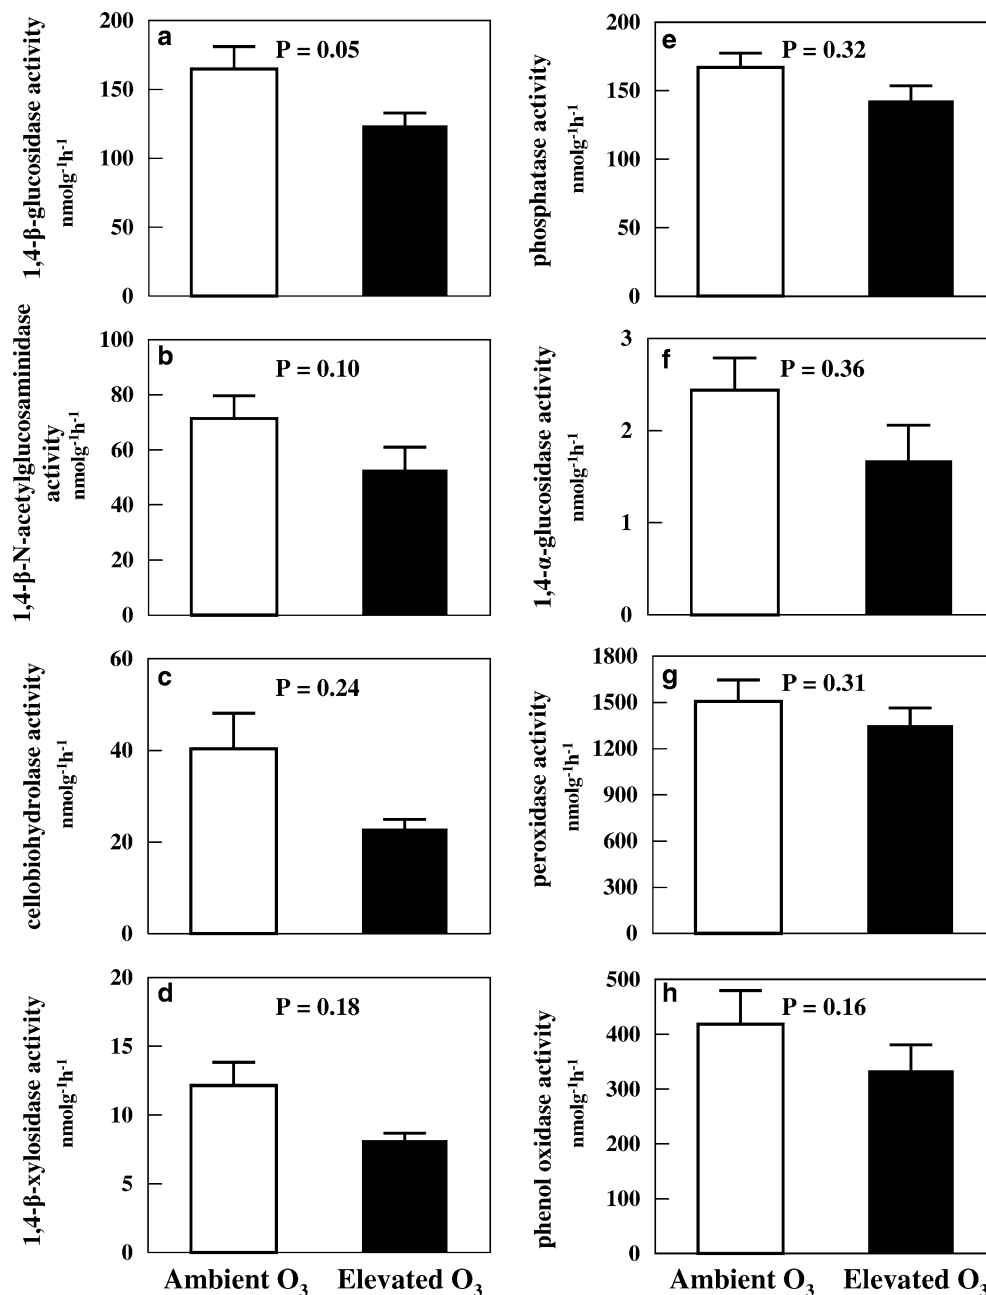 a
P = 0.05
1,4-β-glucosidase activity
nmolg-1h-1
200
150
100
50
0
e
P = 0.32
phosphatase activity
nmolg-1h-1
200
150
100
50
0
b
P = 0.10
1,4-β-N-acetylglucosaminidase
activity
nmolg-1h-1
100
80
60
40
20
0
f
P = 0.36
1,4-α-glucosidase activity
nmolg-1h-1
3
2
1
0
c
P = 0.24
cellobiohydrolase activity
nmolg-1h-1
60
40
20
0
g
P = 0.31
peroxidase activity
nmolg-1h-1
1800
1500
1200
900
600
300
0
d
P = 0.18
1,4-β-xylosidase activity
nmolg-1h-1
20
15
10
5
0
h
P = 0.16
phenol oxidase activity
nmolg-1h-1
500
400
300
200
100
0
Ambient O3 Elevated O3
Ambient O3 Elevated O3